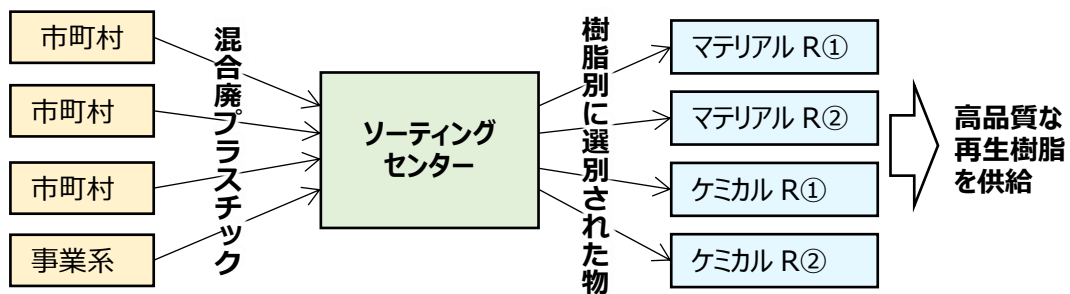 市町村
市町村
市町村
事業系
混合廃プラスチック
ソーティング
センター
樹脂別に選別された物
マテリアル R①
マテリアル R②
ケミカル R①
ケミカル R②
高品質な
再生樹脂
を供給